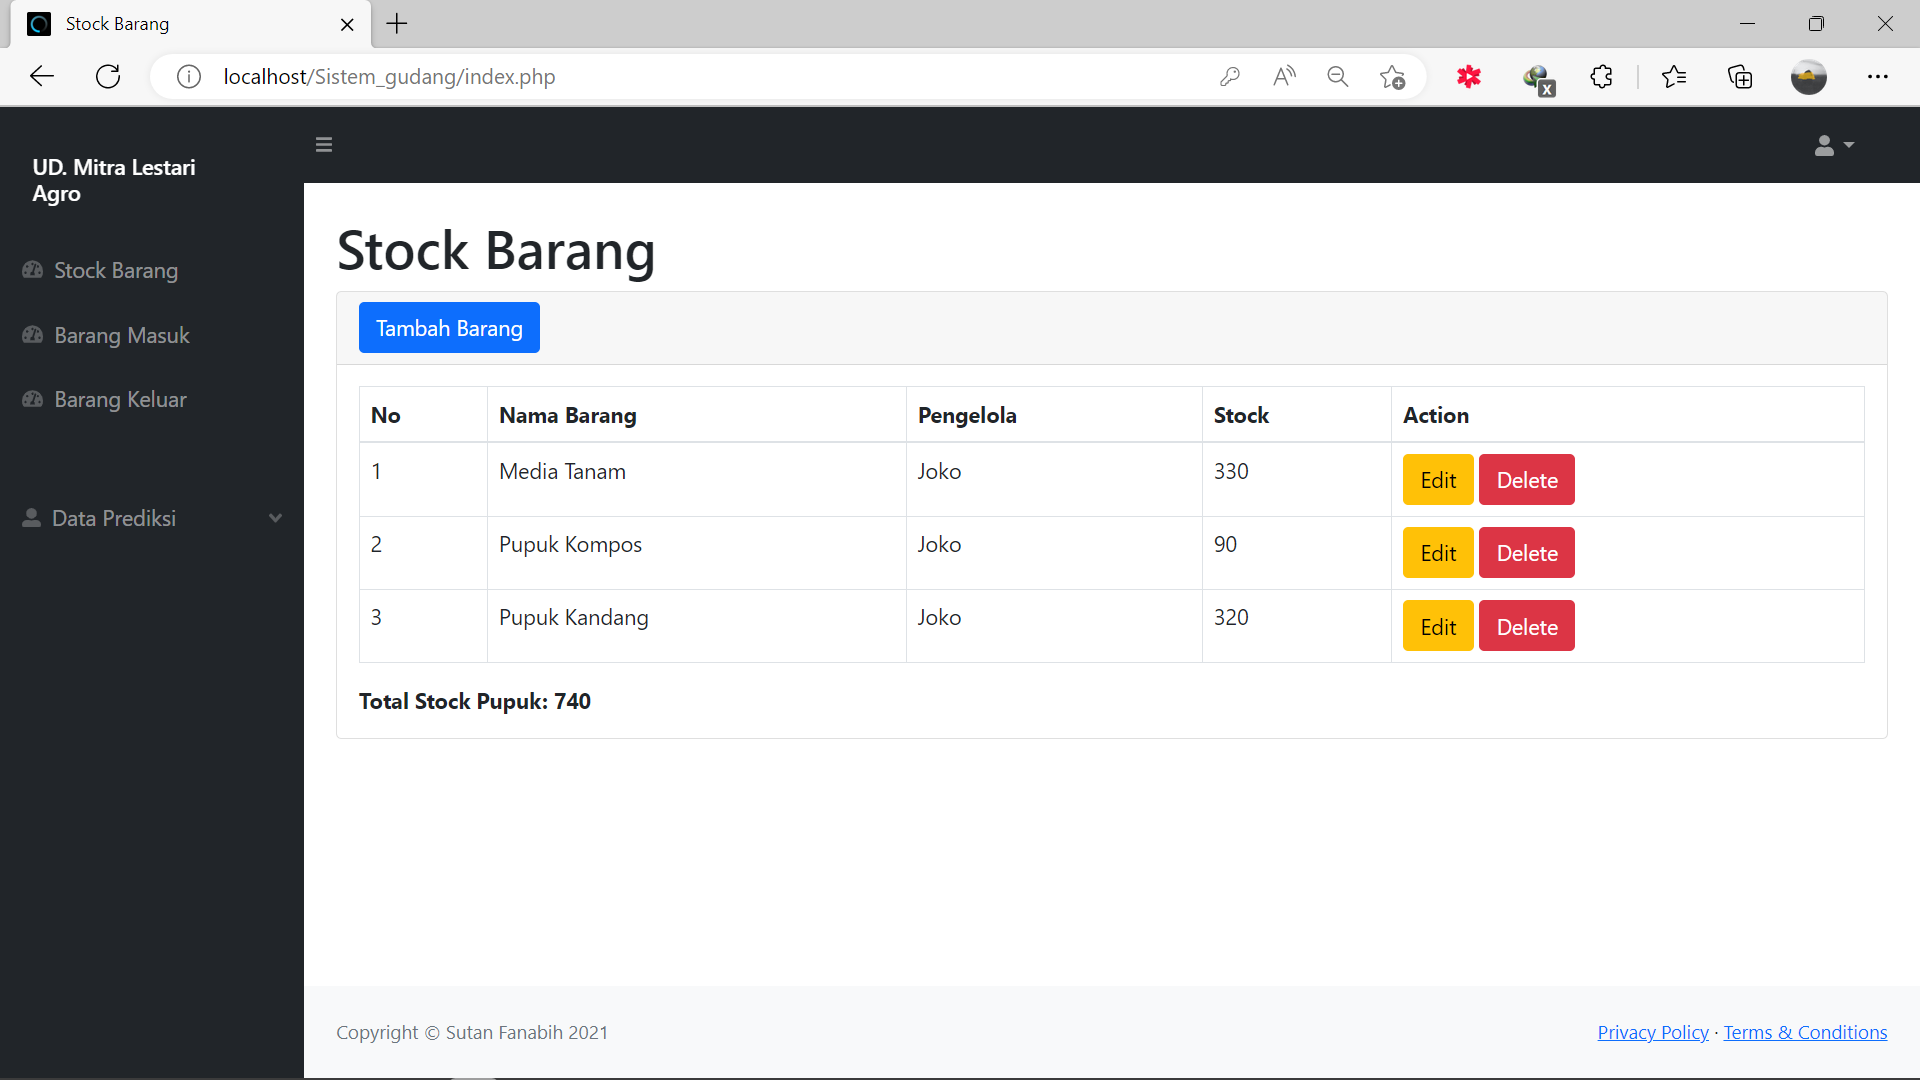 Stock Barang
localhost/Sistem_gudang/index.php
UD. Mitra Lestari
Agro
Stock Barang
Barang Masuk
Barang Keluar
Data Prediksi
Stock Barang
Tambah Barang
No Nama Barang Pengelola Stock Action
1 Media Tanam Joko 330 Edit Delete
2 Pupuk Kompos Joko 90 Edit Delete
3 Pupuk Kandang Joko 320 Edit Delete
Total Stock Pupuk: 740
Copyright © Sutan Fanabih 2021
Privacy Policy · Terms & Conditions